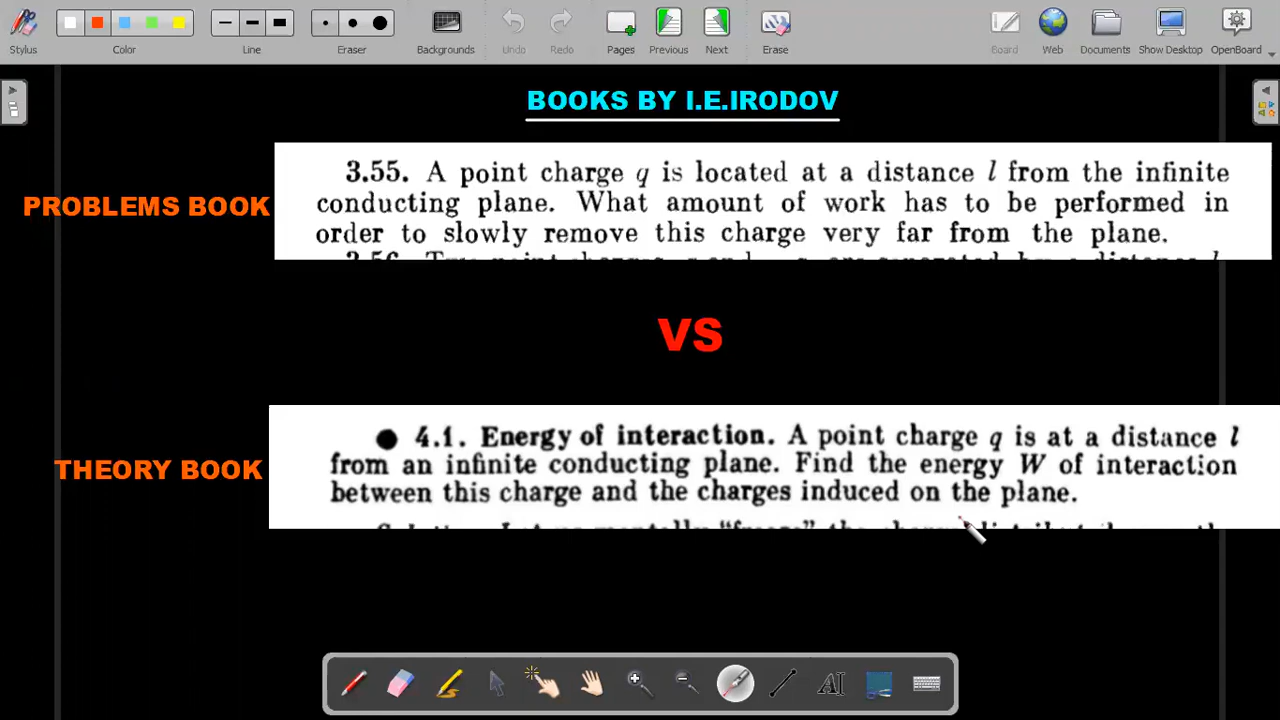 Stylus
Color
Line
Eraser
Backgrounds
Undo
Redo
Pages
Previous
Next
Erase
Board
Web
Documents
Show Desktop
OpenBoard
BOOKS BY I.E.IRODOV
PROBLEMS BOOK
3.55. A point charge q is located at a distance l from the infinite
conducting plane. What amount of work has to be performed in
order to slowly remove this charge very far from the plane.
VS
THEORY BOOK
● 4.1. Energy of interaction. A point charge q is at a distance l
from an infinite conducting plane. Find the energy W of interaction
between this charge and the charges induced on the plane.
AI